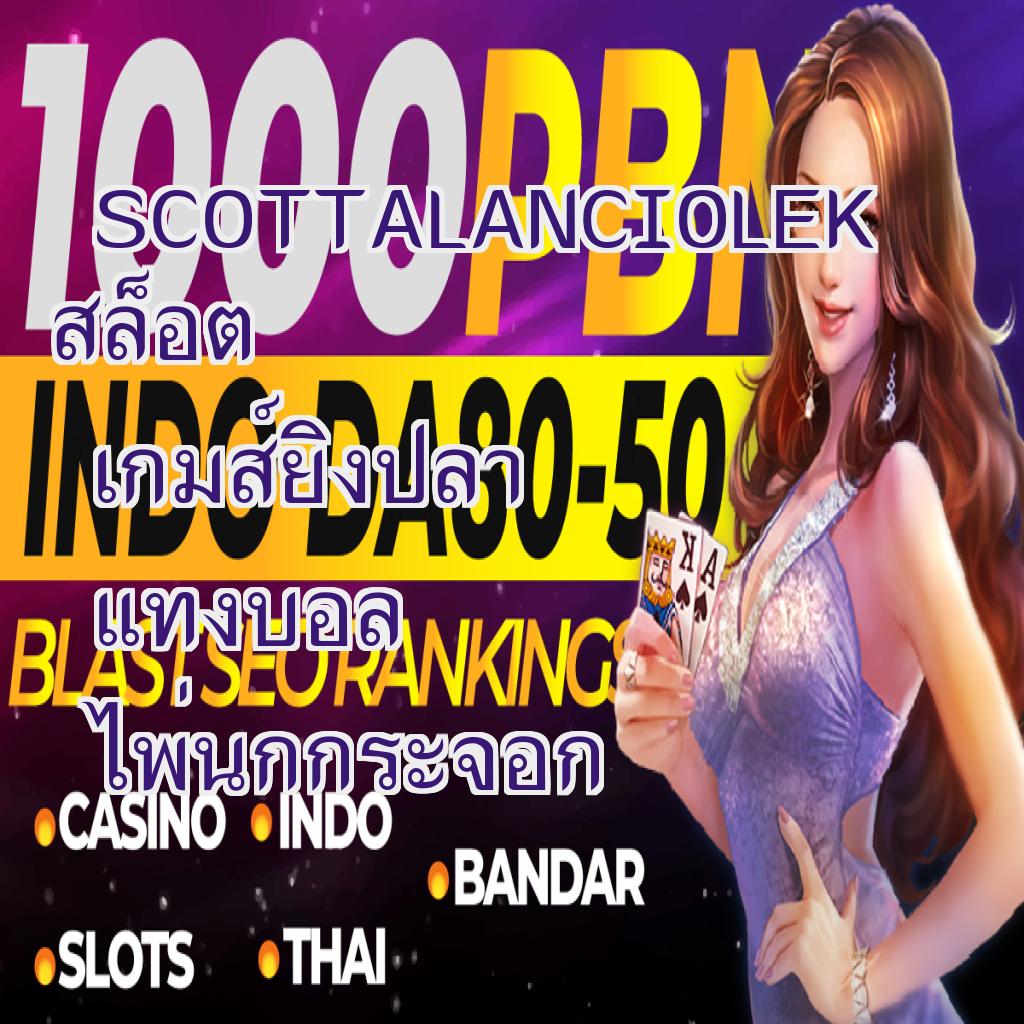 1000 PBN
SCOTTALANCIOLEK
สล็อต
INDO DA80-50
เกมส์ยิงปลา
แทงบอล
BLAST SEO RANKINGS
ไพ่นกกระจอก
CASINO
INDO
BANDAR
SLOTS
THAI
K
A